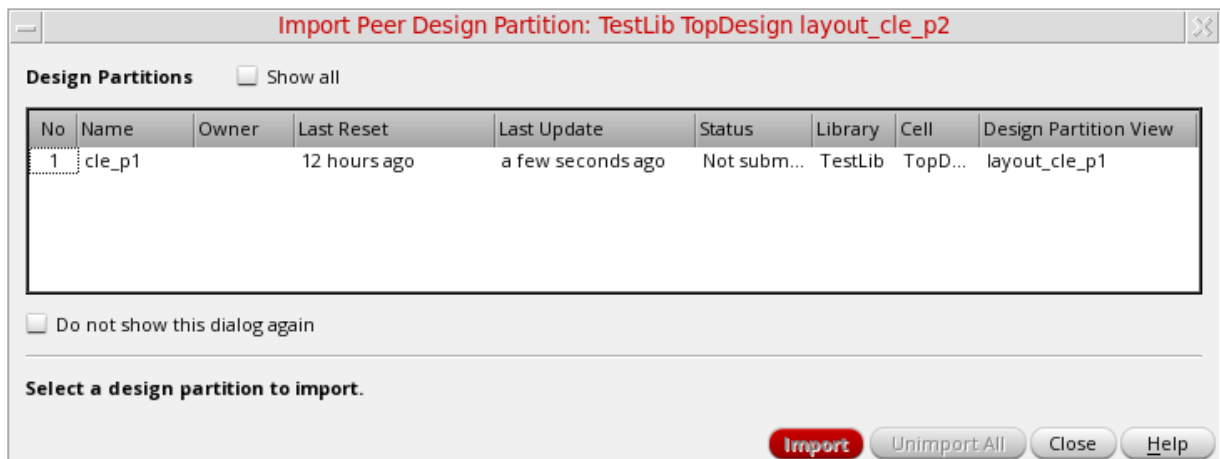 Import Peer Design Partition: TestLib TopDesign layout_cle_p2
Design Partitions Show all
No Name Owner Last Reset Last Update Status Library Cell Design Partition View
1 cle_p1 12 hours ago a few seconds ago Not subm... TestLib TopD... layout_cle_p1
Do not show this dialog again
Select a design partition to import.
Import Unimport All Close Help